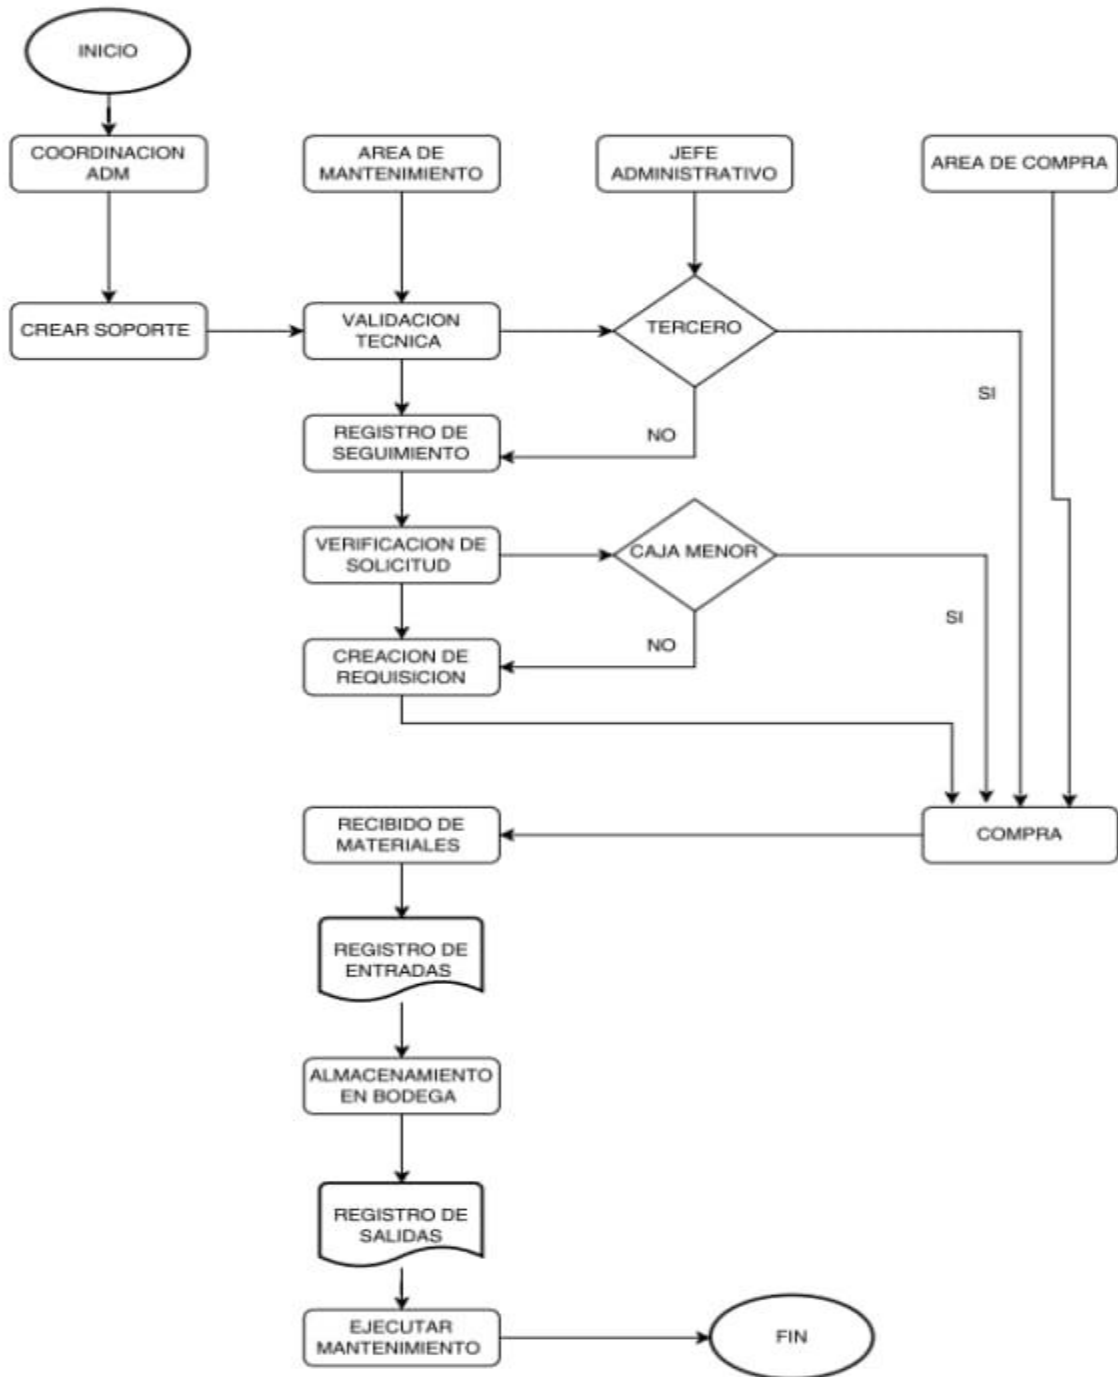 INICIO
COORDINACION
ADM
AREA DE
MANTENIMIENTO
JEFE
ADMINISTRATIVO
AREA DE COMPRA
CREAR SOPORTE
VALIDACION
TECNICA
TERCERO
SI
REGISTRO DE
SEGUIMIENTO
NO
VERIFICACION DE
SOLICITUD
CAJA MENOR
SI
CREACION DE
REQUISICION
NO
RECIBIDO DE
MATERIALES
COMPRA
REGISTRO DE
ENTRADAS
ALMACENAMIENTO
EN BODEGA
REGISTRO DE
SALIDAS
EJECUTAR
MANTENIMIENTO
FIN